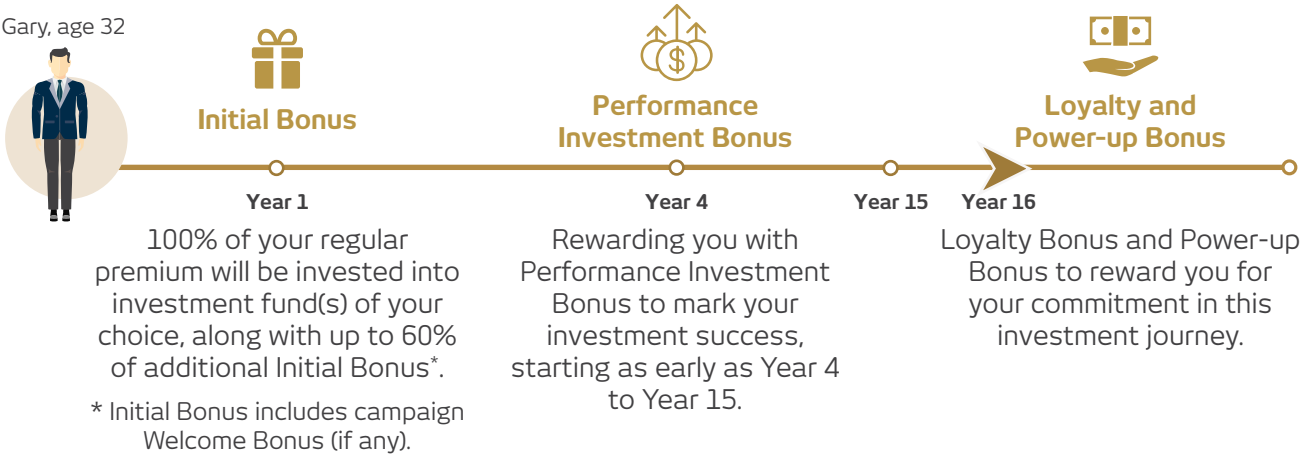 Gary, age 32
Initial Bonus
Year 1
100% of your regular
premium will be invested into
investment fund(s) of your
choice, along with up to 60%
of additional Initial Bonus*.
* Initial Bonus includes campaign
Welcome Bonus (if any).
$
Performance
Investment Bonus
Year 4
Rewarding you with
Performance Investment
Bonus to mark your
investment success,
starting as early as Year 4
to Year 15.
Year 15
Loyalty and
Power-up Bonus
Year 16
Loyalty Bonus and Power-up
Bonus to reward you for
your commitment in this
investment journey.